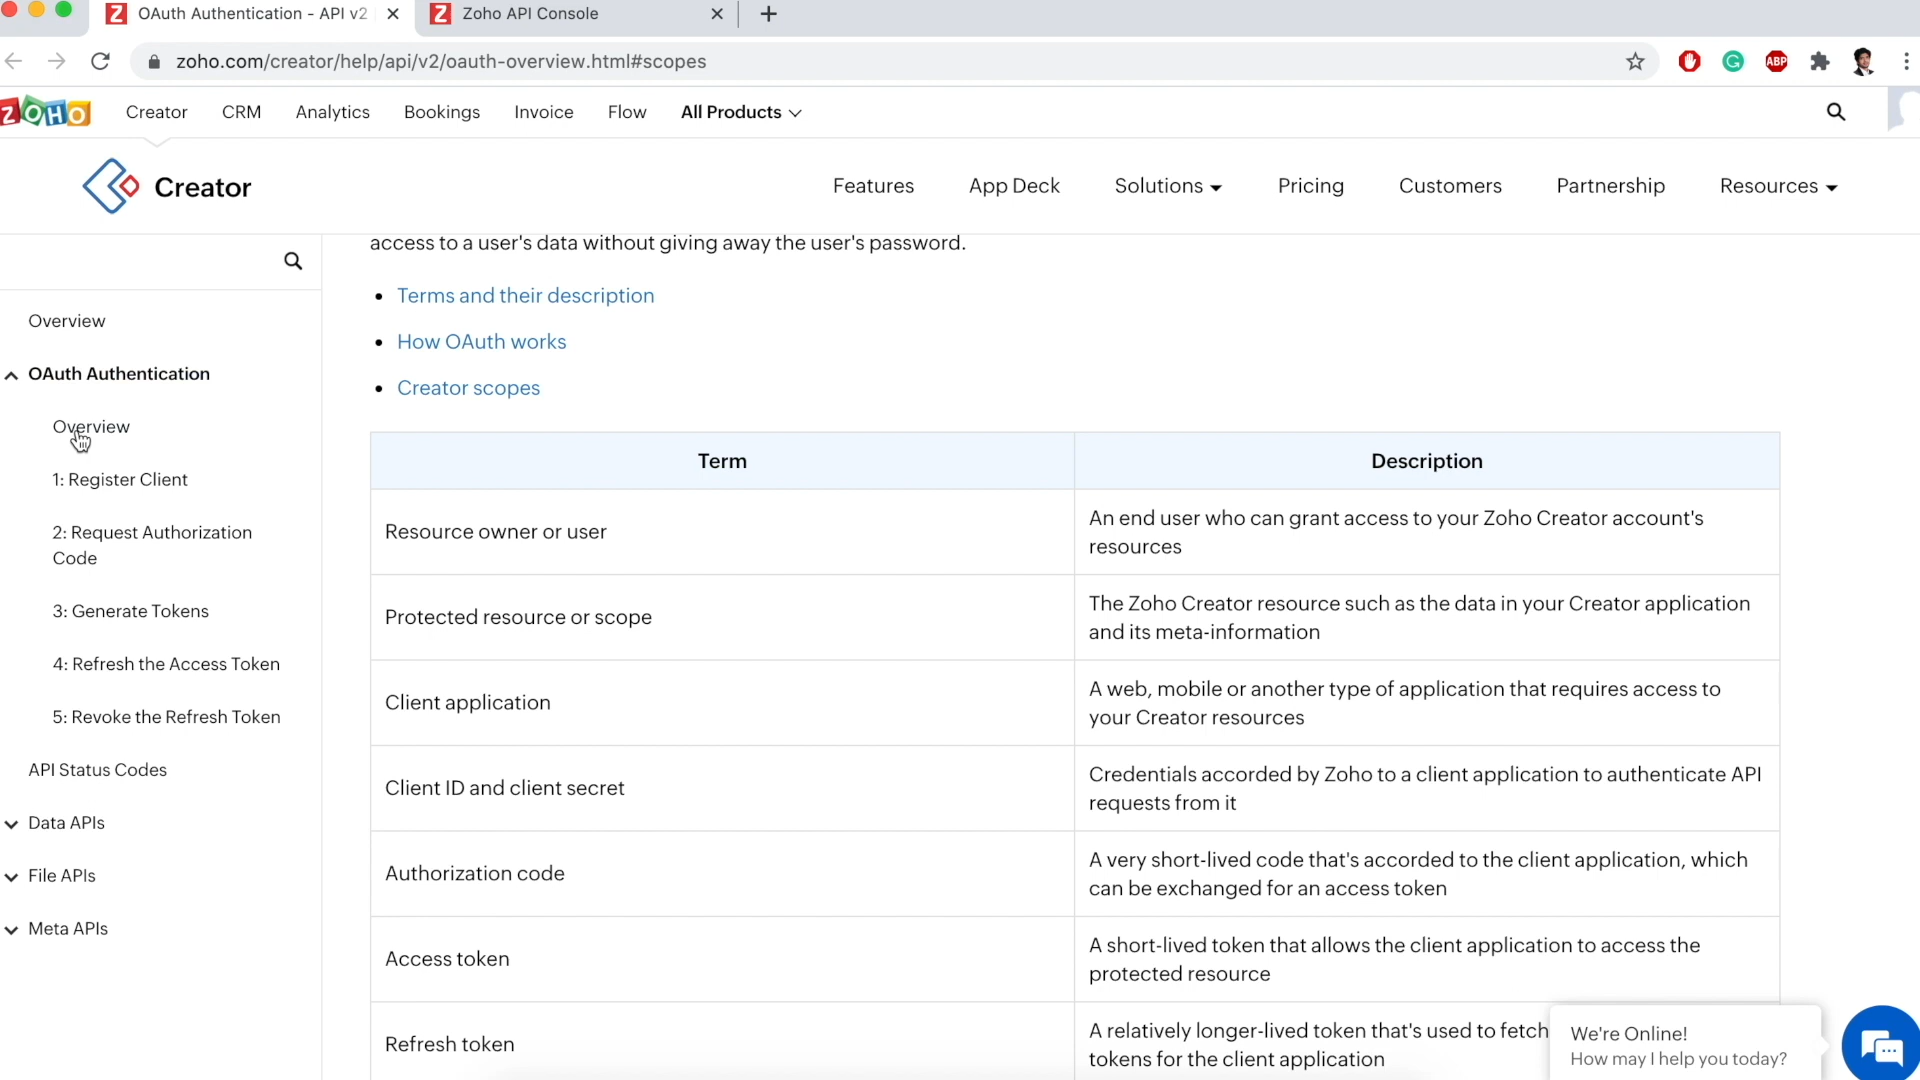 OAuth Authentication - API v2
Zoho API Console
zoho.com/creator/help/api/v2/oauth-overview.html#scopes
ABP
ZOHO
Creator
CRM
Analytics
Bookings
Invoice
Flow
All Products
Creator
Features
App Deck
Solutions
Pricing
Customers
Partnership
Resources
Overview
OAuth Authentication
Overview
1: Register Client
2: Request Authorization
Code
3: Generate Tokens
4: Refresh the Access Token
5: Revoke the Refresh Token
API Status Codes
Data APIs
File APIs
Meta APIs
access to a user's data without giving away the user's password.
Terms and their description
How OAuth works
Creator scopes
Term
Description
Resource owner or user
An end user who can grant access to your Zoho Creator account's
resources
Protected resource or scope
The Zoho Creator resource such as the data in your Creator application
and its meta-information
Client application
A web, mobile or another type of application that requires access to
your Creator resources
Client ID and client secret
Credentials accorded by Zoho to a client application to authenticate API
requests from it
Authorization code
A very short-lived code that's accorded to the client application, which
can be exchanged for an access token
Access token
A short-lived token that allows the client application to access the
protected resource
Refresh token
A relatively longer-lived token that's used to fetch
tokens for the client application
We're Online!
How may I help you today?